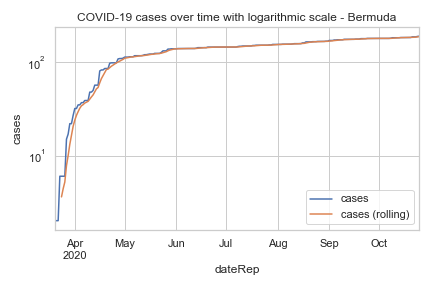 COVID-19 cases over time with logarithmic scale - Bermuda
cases
10²
10¹
cases
cases (rolling)
Apr May Jun Jul Aug Sep Oct
2020
dateRep